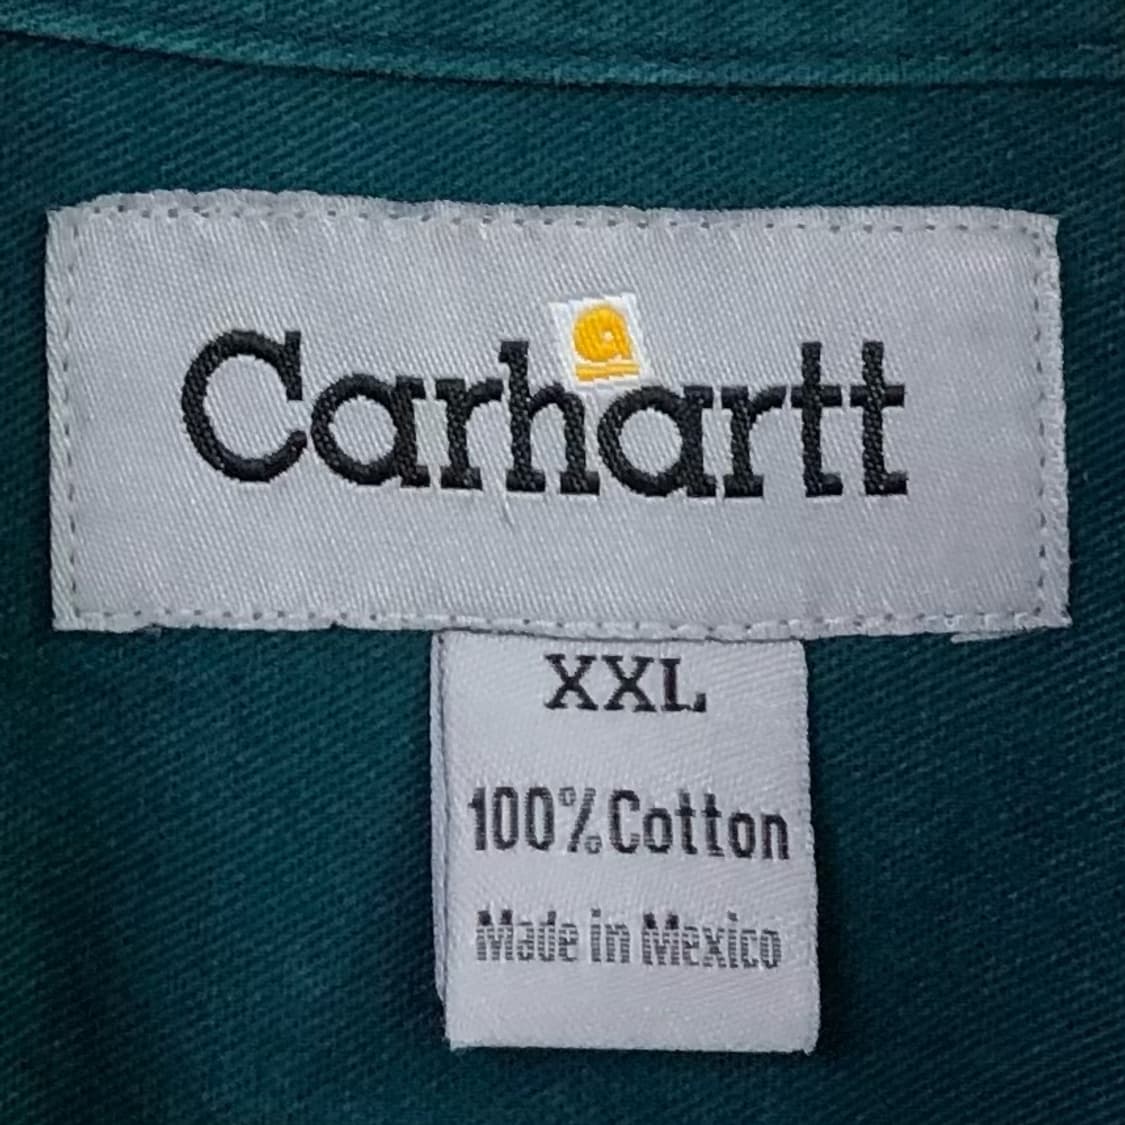 Carhartt
XXL
100% Cotton
Made in Mexico